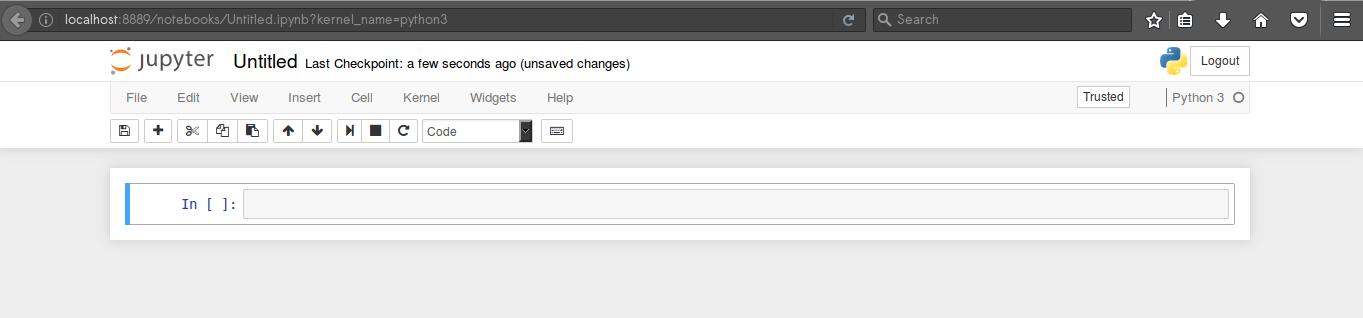 localhost:8889/notebooks/Untitled.ipynb?kernel_name=python3 Search
jupyter Untitled Last Checkpoint: a few seconds ago (unsaved changes) Logout
File Edit View Insert Cell Kernel Widgets Help Trusted Python 3
Code
In [ ]: